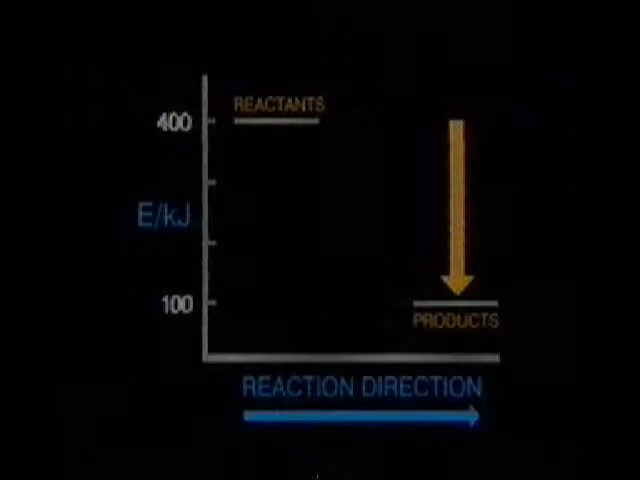 REACTANTS
400
E/kJ
100
PRODUCTS
REACTION DIRECTION